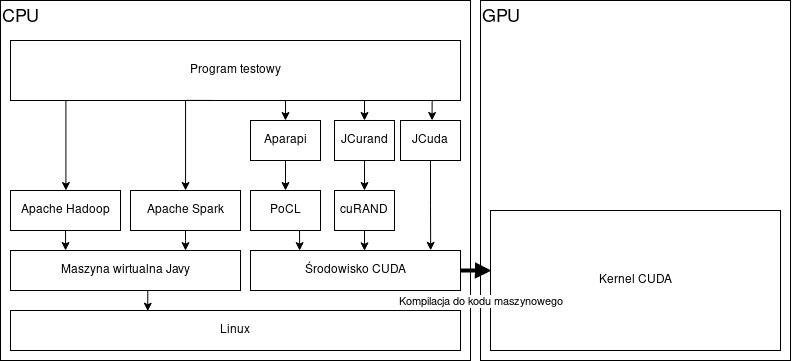 CPU
GPU
Program testowy
Aparapi
JCurand
JCuda
Apache Hadoop
Apache Spark
PoCL
cuRAND
Maszyna wirtualna Javy
Środowisko CUDA
Kernel CUDA
Kompilacja do kodu maszynowego
Linux